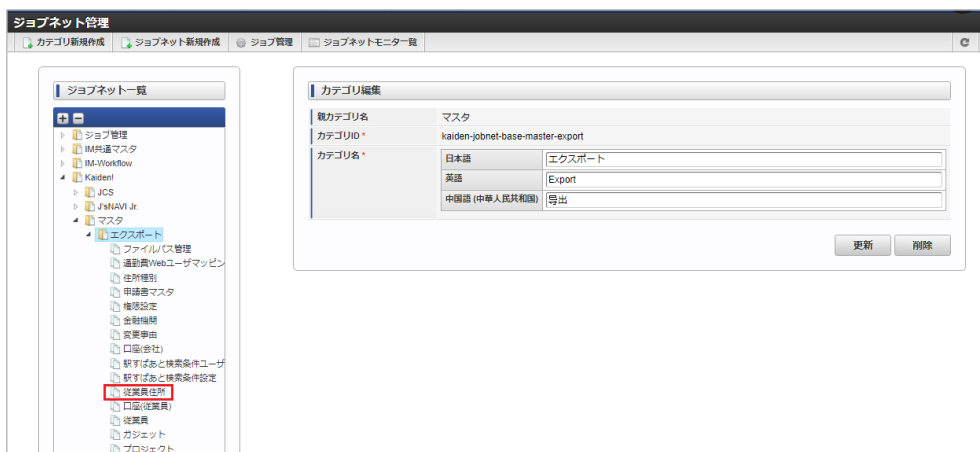 ジョブネット管理
カテゴリ新規作成 ジョブネット新規作成 ジョブ管理 ジョブネットモニター覧
ジョブネット一覧
ジョブ管理
IM共通マスタ
IM-Workflow
Kaiden!
JCS
J'sNAVI Jr.
マスタ
エクスポート
ファイルパス管理
通勤費Webユーザマッピン
住所種別
申請書マスタ
権限設定
金融機関
変更事由
口座(会社)
駅すぱあと検索条件ユーザ
駅すぱあと検索条件設定
従業員住所
口座(従業員)
従業員
ガジェット
プロジェクト
カテゴリ編集
親カテゴリ名 マスタ
カテゴリID * kaiden-jobnet-base-master-export
カテゴリ名 * 日本語 エクスポート
英語 Export
中国語 (中華人民共和国) 导出
更新 削除